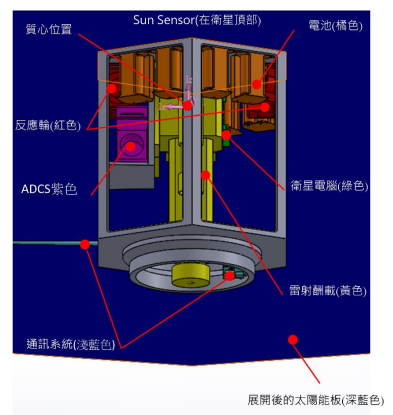 質心位置
Sun Sensor(在衛星頂部)
電池(橘色)
反應輪(紅色)
ADCS紫色
衛星電腦(綠色)
雷射酬載(黃色)
通訊系統(淺藍色)
展開後的太陽能板(深藍色)